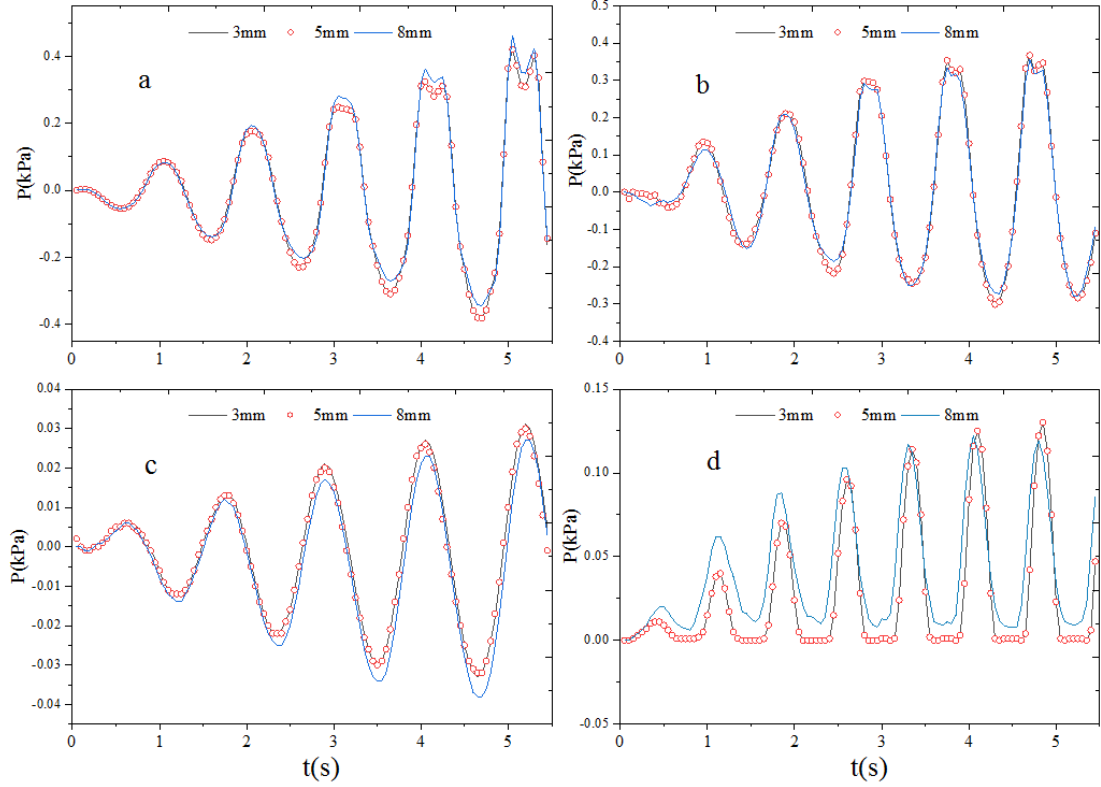 3mm 5mm 8mm
a
P(kPa)
0.4
0.2
0.0
-0.2
-0.4
0 1 2 3 4 5
3mm 5mm 8mm
b
P(kPa)
0.5
0.4
0.3
0.2
0.1
0.0
-0.1
-0.2
-0.3
-0.4
0 1 2 3 4 5
3mm 5mm 8mm
c
P(kPa)
0.04
0.03
0.02
0.01
0.00
-0.01
-0.02
-0.03
-0.04
0 1 2 3 4 5
t(s)
3mm 5mm 8mm
d
P(kPa)
0.15
0.10
0.05
0.00
-0.05
0 1 2 3 4 5
t(s)